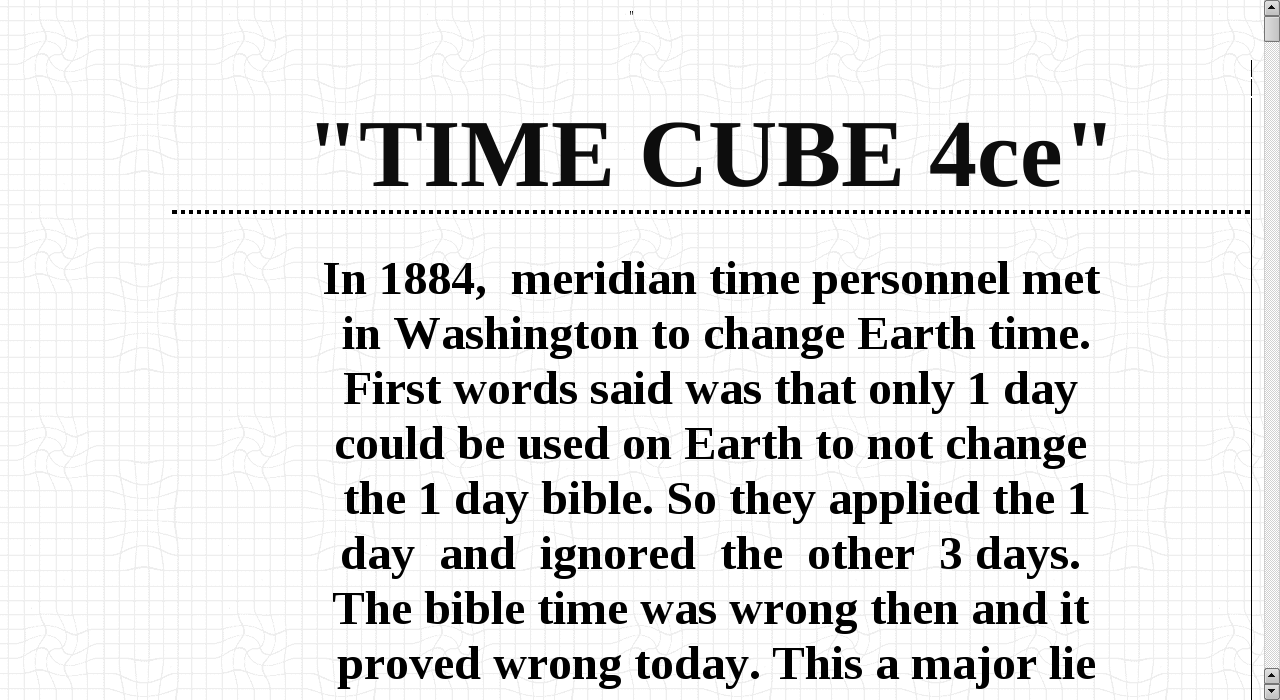 "
"TIME CUBE 4ce"
In 1884,  meridian time personnel met
in Washington to change Earth time.
First words said was that only 1 day
could be used on Earth to not change
the 1 day bible. So they applied the 1
day  and  ignored  the  other  3 days.
The bible time was wrong then and it
proved wrong today. This a major lie